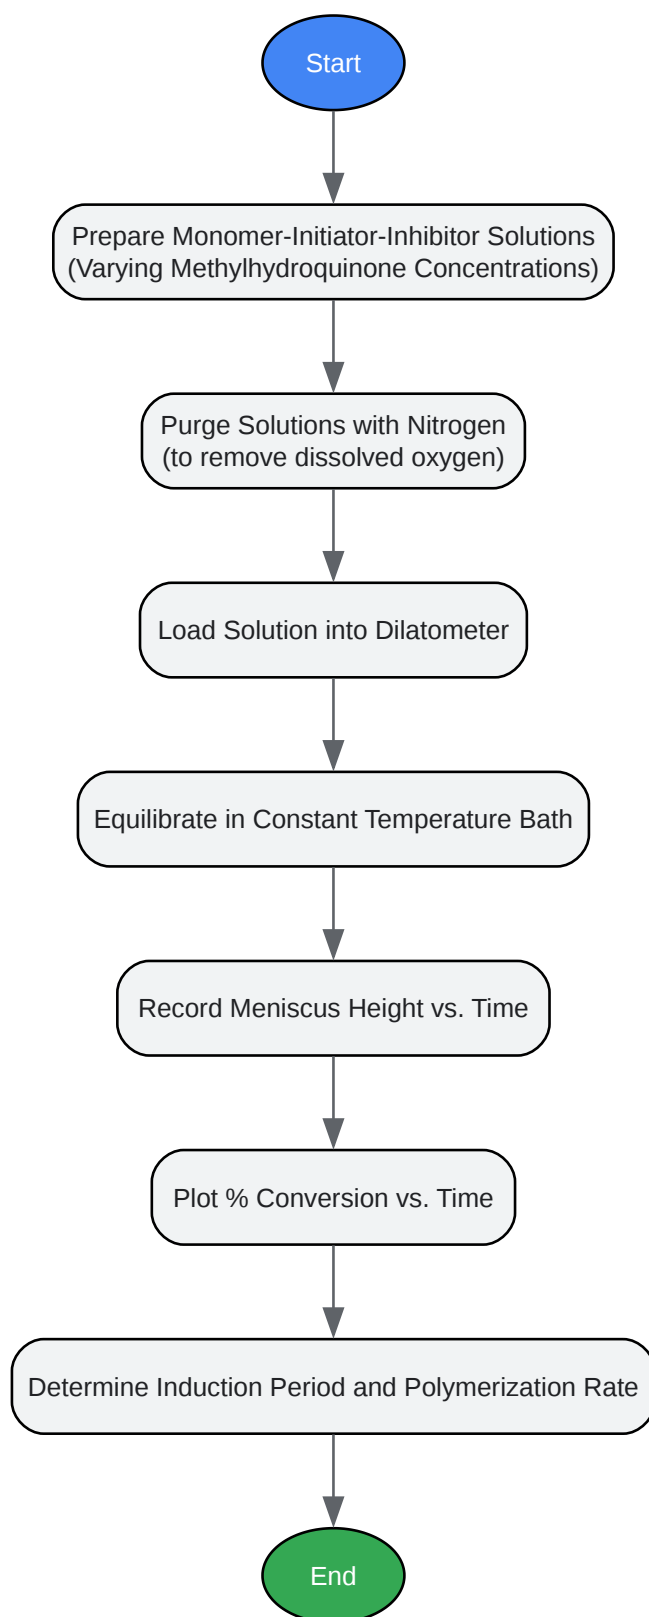 Start
Prepare Monomer-Initiator-Inhibitor Solutions
(Varying Methylhydroquinone Concentrations)
Purge Solutions with Nitrogen
(to remove dissolved oxygen)
Load Solution into Dilatometer
Equilibrate in Constant Temperature Bath
Record Meniscus Height vs. Time
Plot % Conversion vs. Time
Determine Induction Period and Polymerization Rate
End